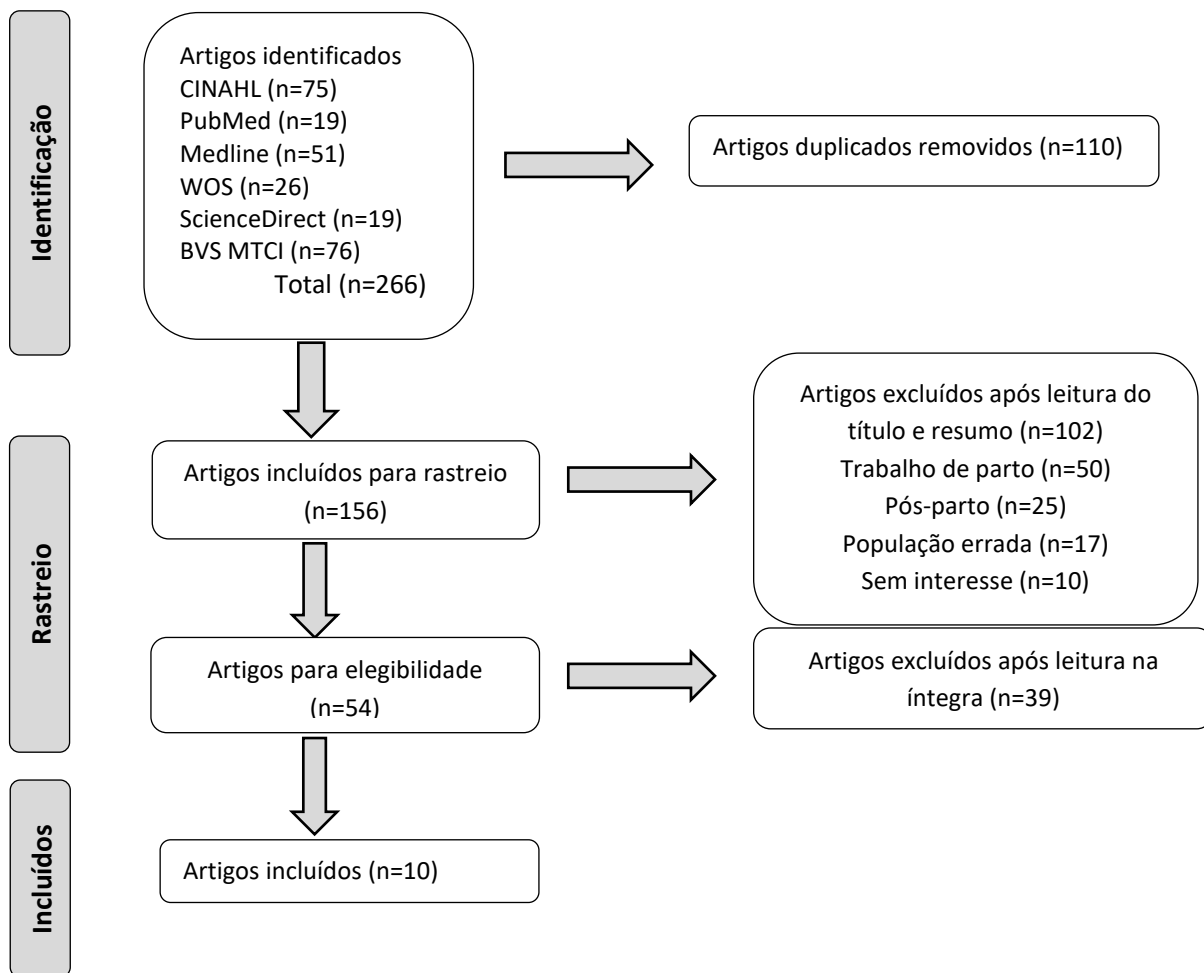 Identificação
Artigos identificados
CINAHL (n=75)
PubMed (n=19)
Medline (n=51)
WOS (n=26)
ScienceDirect (n=19)
BVS MTCI (n=76)
Total (n=266)
Artigos duplicados removidos (n=110)
Rastreio
Artigos incluídos para rastreio
(n=156)
Artigos excluídos após leitura do
título e resumo (n=102)
Trabalho de parto (n=50)
Pós-parto (n=25)
População errada (n=17)
Sem interesse (n=10)
Artigos para elegibilidade
(n=54)
Artigos excluídos após leitura na
íntegra (n=39)
Incluídos
Artigos incluídos (n=10)